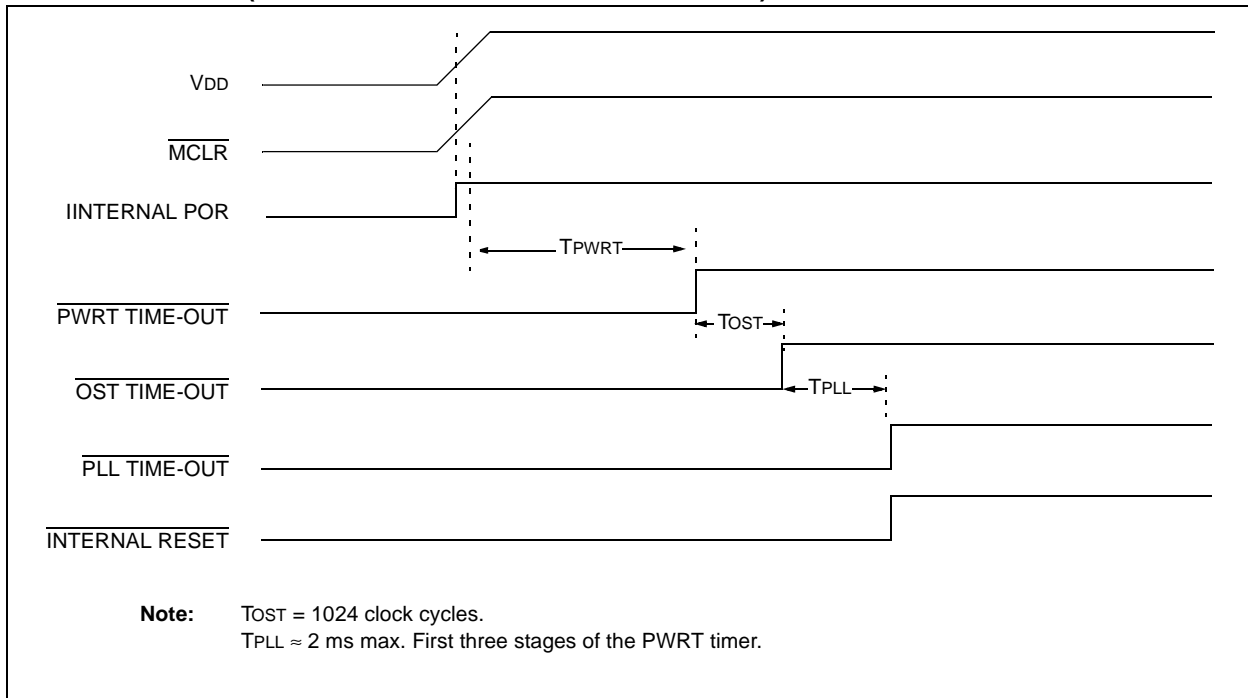 VDD
MCLR
IINTERNAL POR
TPWRT
PWRT TIME-OUT
TOST
OST TIME-OUT
TPLL
PLL TIME-OUT
INTERNAL RESET
Note: TOST = 1024 clock cycles.
TPLL ≈ 2 ms max. First three stages of the PWRT timer.